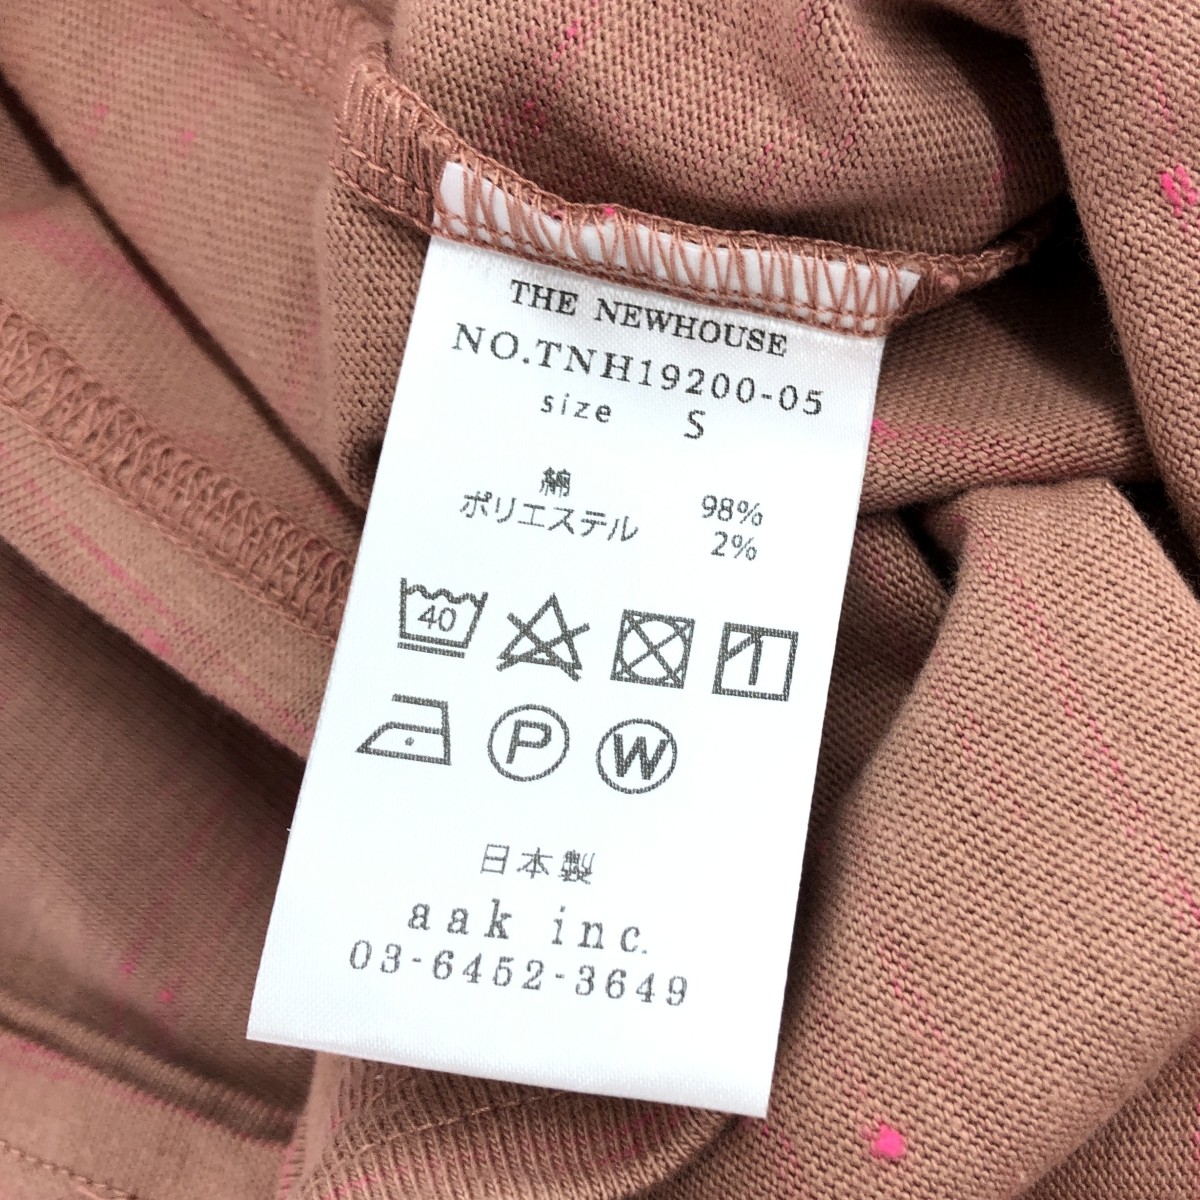 THE NEWHOUSE
NO.TNH19200-05
size S
綿 98%
ポリエステル 2%
40
P W
日本製
aak inc.
03-6452-3649